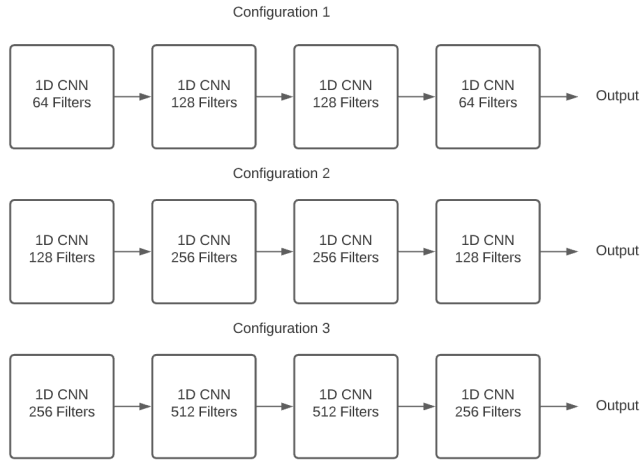 Configuration 1
1D CNN
64 Filters
1D CNN
128 Filters
1D CNN
128 Filters
1D CNN
64 Filters
Output
Configuration 2
1D CNN
128 Filters
1D CNN
256 Filters
1D CNN
256 Filters
1D CNN
128 Filters
Output
Configuration 3
1D CNN
256 Filters
1D CNN
512 Filters
1D CNN
512 Filters
1D CNN
256 Filters
Output